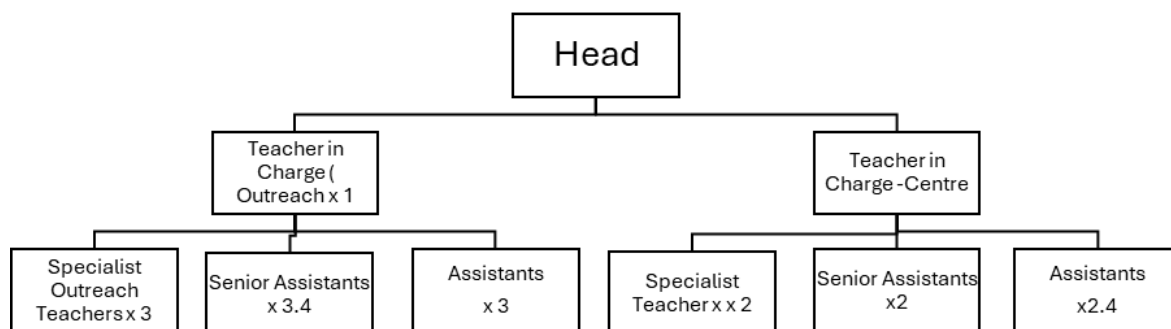 Head
Teacher in
Charge (
Outreach x 1
Teacher in
Charge -Centre
Specialist
Outreach
Teachers x 3
Senior Assistants
x 3.4
Assistants
x 3
Specialist
Teacher x x 2
Senior Assistants
x2
Assistants
x2.4